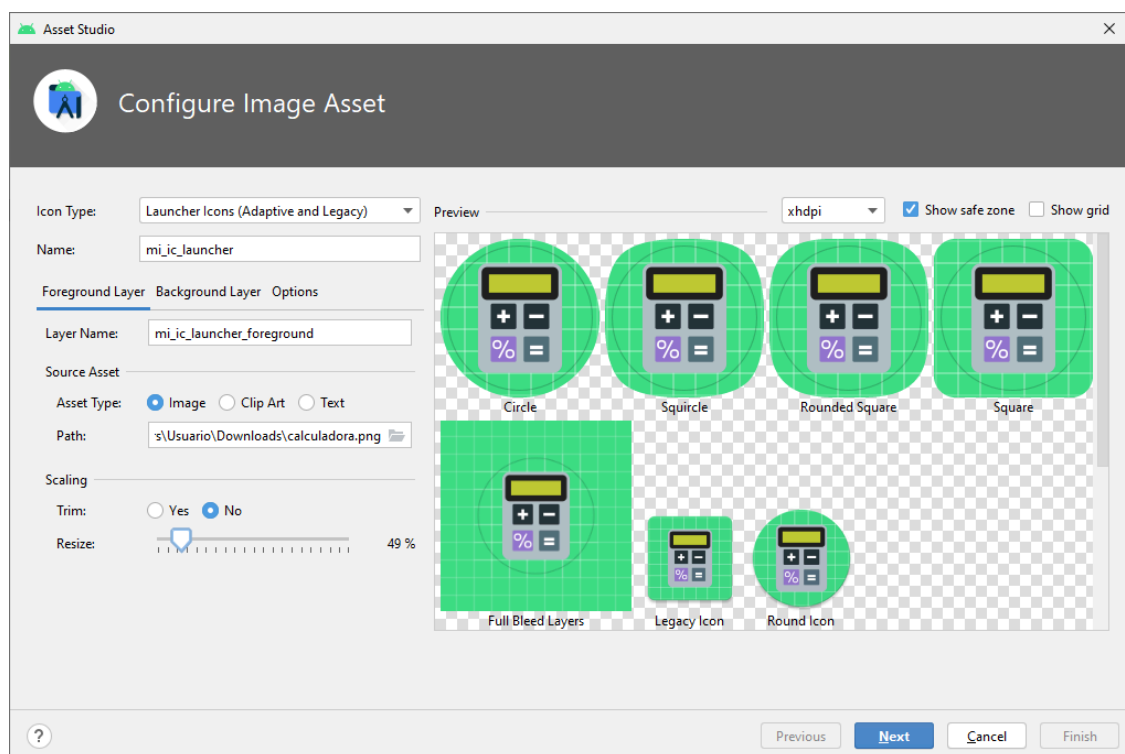 Asset Studio
Configure Image Asset
Icon Type: Launcher Icons (Adaptive and Legacy)
Name: mi_ic_launcher
Foreground Layer Background Layer Options
Layer Name: mi_ic_launcher_foreground
Source Asset
Asset Type: Image Clip Art Text
Path: s\Usuario\Downloads\calculadora.png
Scaling
Trim: Yes No
Resize: 49 %
Preview xhdpi Show safe zone Show grid
Circle Squircle Rounded Square Square
Full Bleed Layers Legacy Icon Round Icon
? Previous Next Cancel Finish